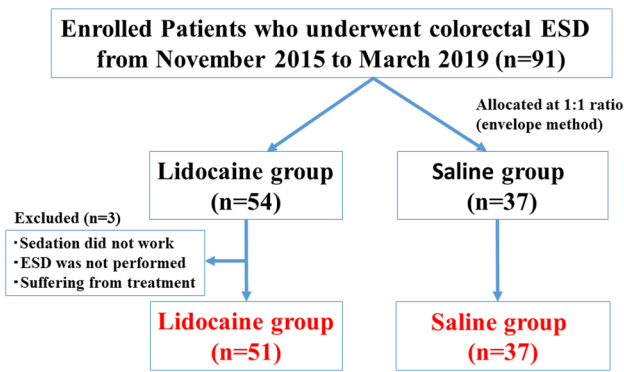 Enrolled Patients who underwent colorectal ESD
from November 2015 to March 2019 (n=91)
Allocated at 1:1 ratio
(envelope method)
Lidocaine group
(n=54)
Saline group
(n=37)
Excluded (n=3)
・Sedation did not work
・ESD was not performed
・Suffering from treatment
Lidocaine group
(n=51)
Saline group
(n=37)